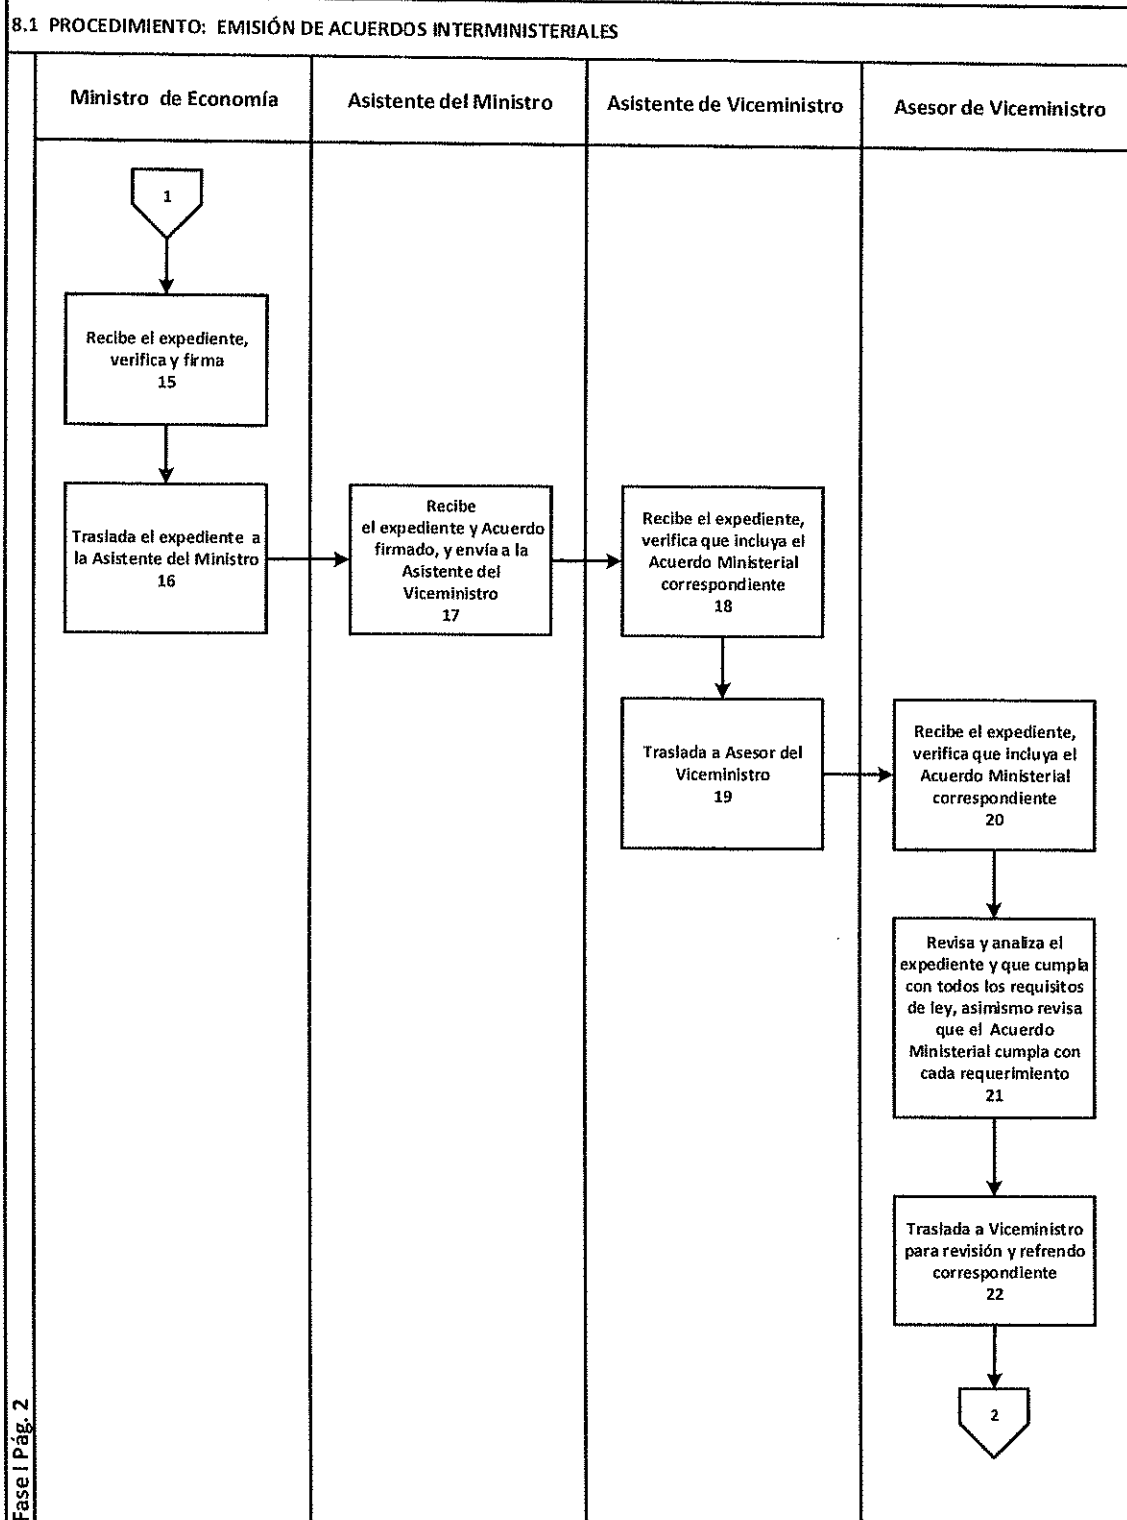 8.1 PROCEDIMIENTO: EMISIÓN DE ACUERDOS INTERMINISTERIALES
Ministro de Economía
Asistente del Ministro
Asistente de Viceministro
Asesor de Viceministro
1
Recibe el expediente,
verifica y firma
15
Traslada el expediente a
la Asistente del Ministro
16
Recibe
el expediente y Acuerdo
firmado, y envía a la
Asistente del
Viceministro
17
Recibe el expediente,
verifica que incluya el
Acuerdo Ministerial
correspondiente
18
Traslada a Asesor del
Viceministro
19
Recibe el expediente,
verifica que incluya el
Acuerdo Ministerial
correspondiente
20
Revisa y analiza el
expediente y que cumpla
con todos los requisitos
de ley, asimismo revisa
que el Acuerdo
Ministerial cumpla con
cada requerimiento
21
Traslada a Viceministro
para revisión y refrendo
correspondiente
22
2
Fase I Pág. 2